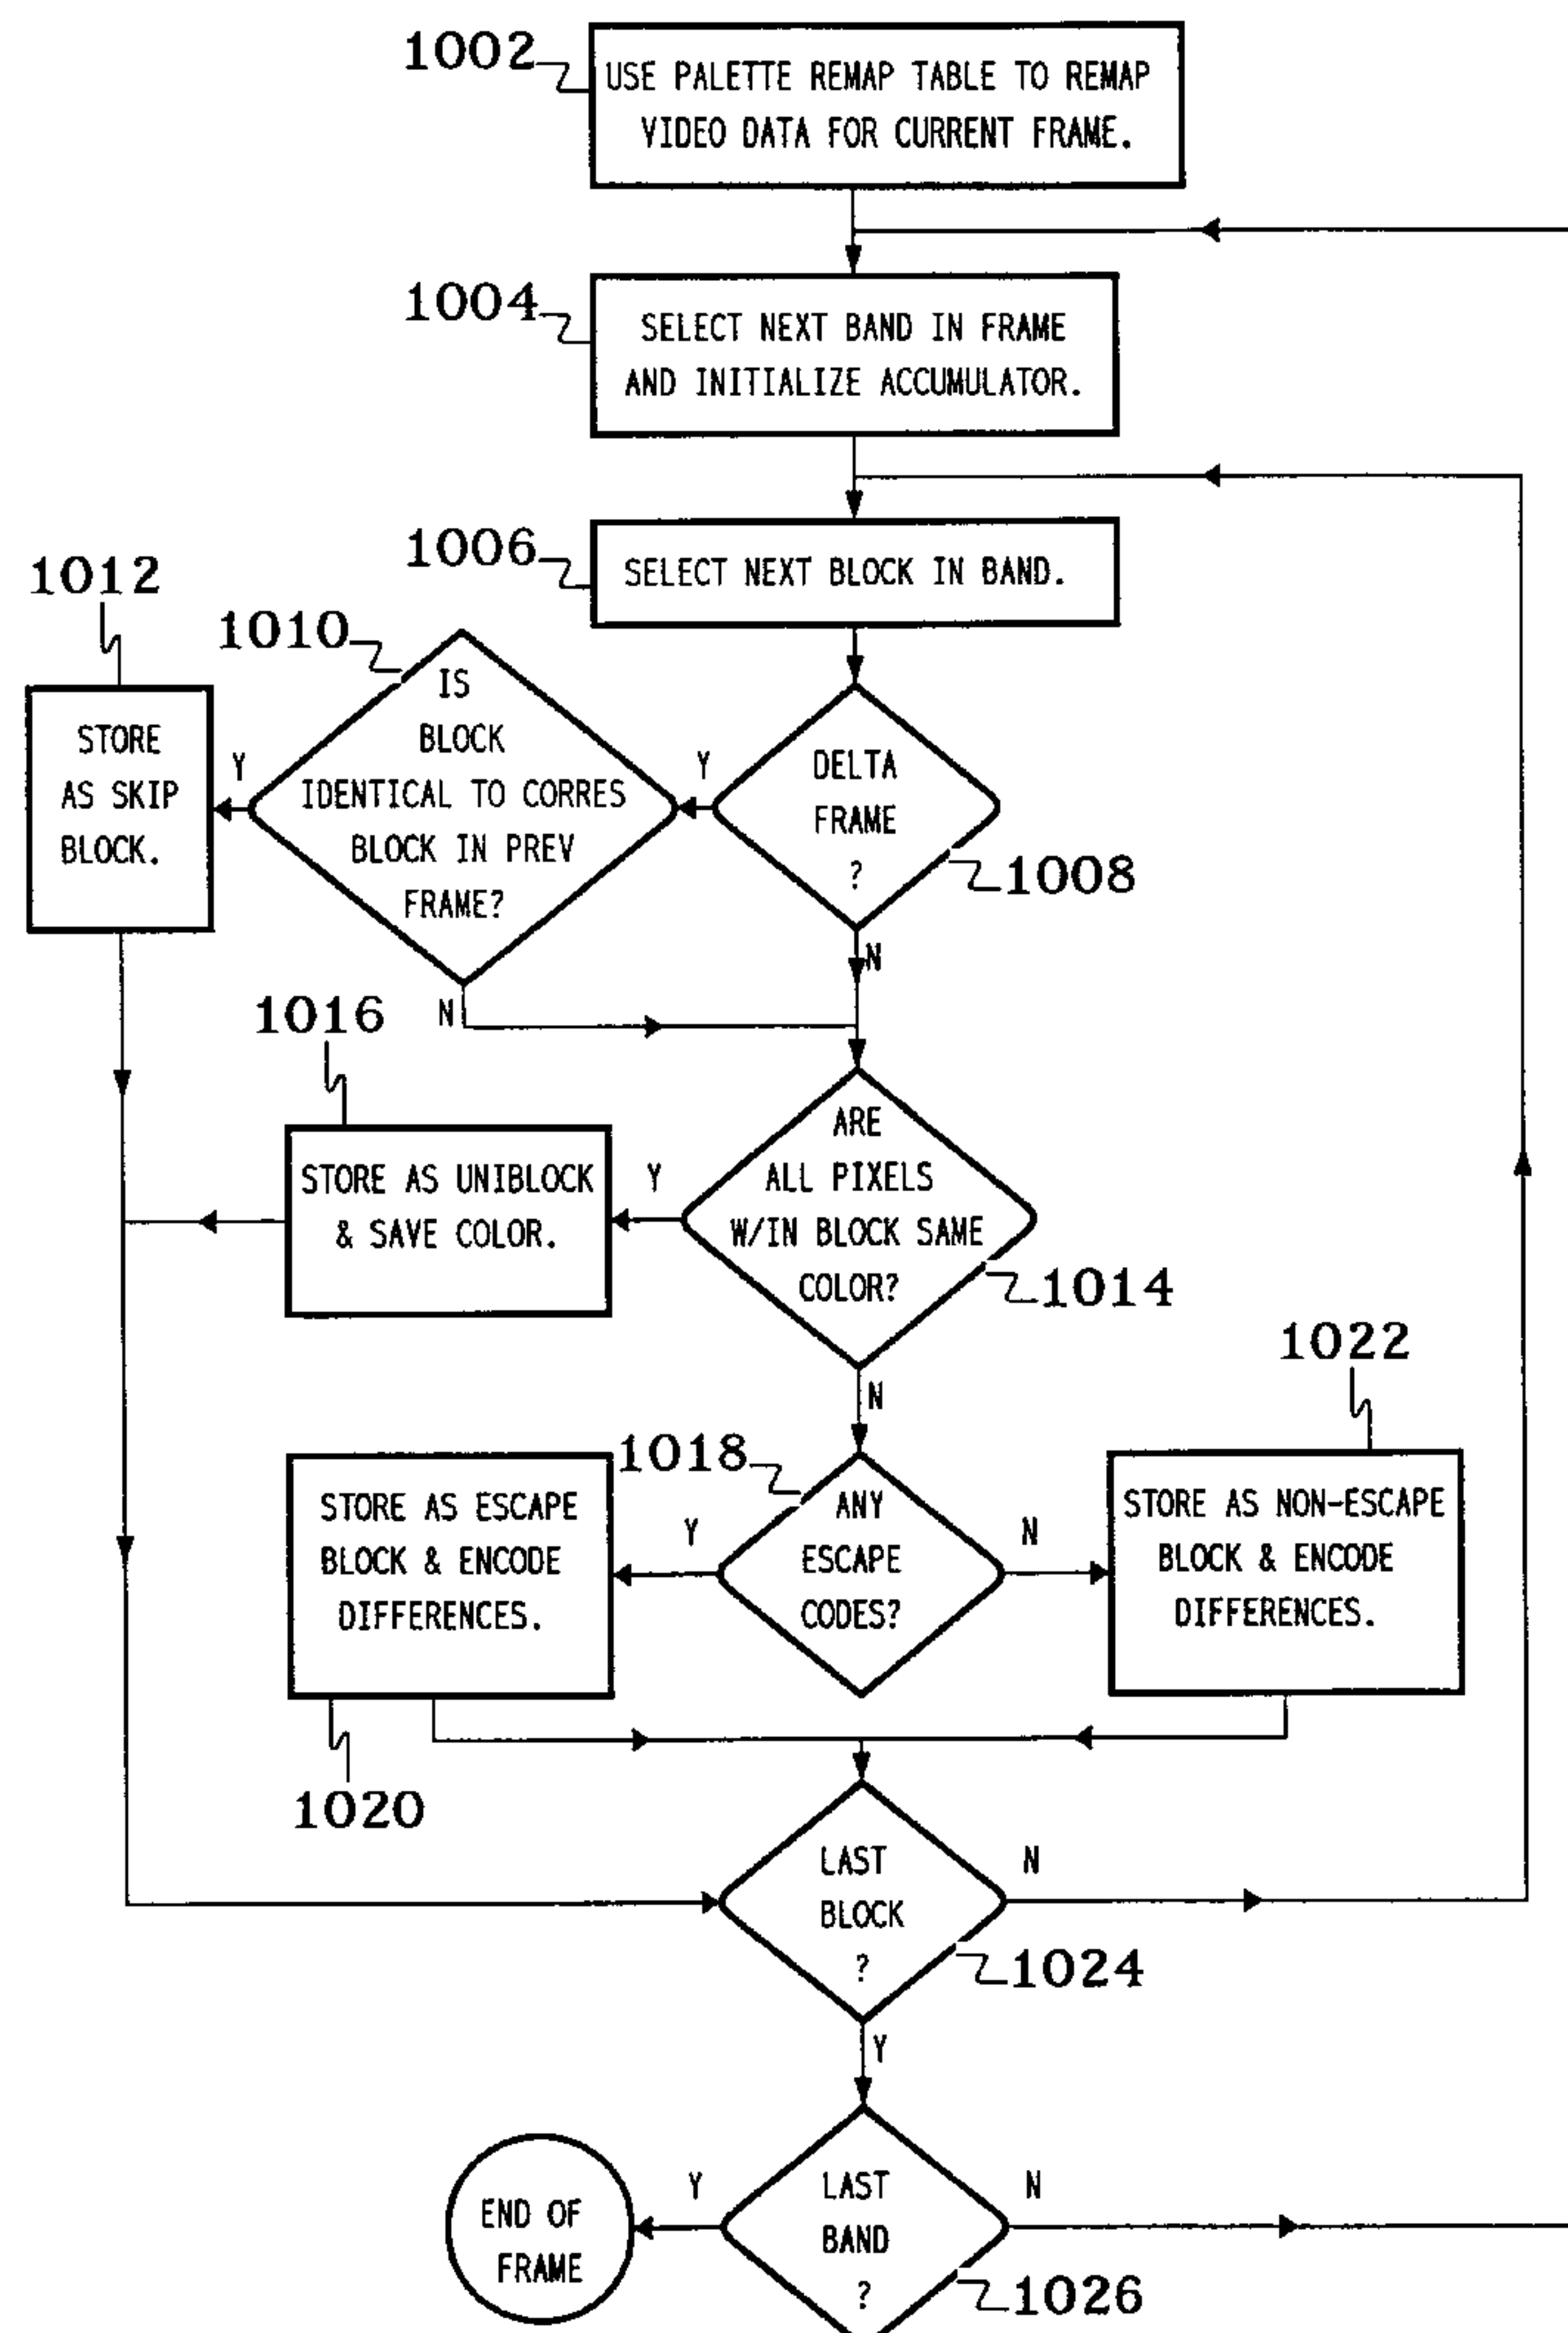 1002
USE PALETTE REMAP TABLE TO REMAP
VIDEO DATA FOR CURRENT FRAME.
1004
SELECT NEXT BAND IN FRAME
AND INITIALIZE ACCUMULATOR.
1006
SELECT NEXT BLOCK IN BAND.
1012
STORE
AS SKIP
BLOCK.
Y
1010
IS
BLOCK
IDENTICAL TO CORRES
BLOCK IN PREV
FRAME?
N
Y
DELTA
FRAME
?
1008
N
1016
STORE AS UNIBLOCK
& SAVE COLOR.
Y
ARE
ALL PIXELS
W/IN BLOCK SAME
COLOR?
1014
N
1018
ANY
ESCAPE
CODES?
Y
N
STORE AS ESCAPE
BLOCK & ENCODE
DIFFERENCES.
1020
1022
STORE AS NON-ESCAPE
BLOCK & ENCODE
DIFFERENCES.
LAST
BLOCK
?
N
1024
Y
LAST
BAND
?
Y
N
1026
END OF
FRAME